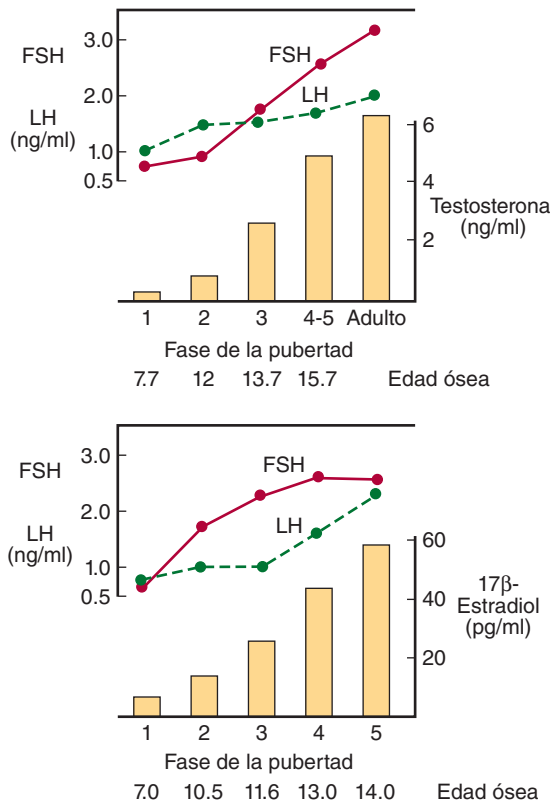 3.0
FSH
FSH
2.0
LH
LH
(ng/ml)
1.0
0.5
6
4
Testosterona
(ng/ml)
2
1 2 3 4-5 Adulto
Fase de la pubertad
7.7 12 13.7 15.7 Edad ósea
3.0
FSH
FSH
2.0
LH
LH
(ng/ml)
1.0
0.5
60
17β-
Estradiol
(pg/ml)
40
20
1 2 3 4 5
Fase de la pubertad
7.0 10.5 11.6 13.0 14.0 Edad ósea